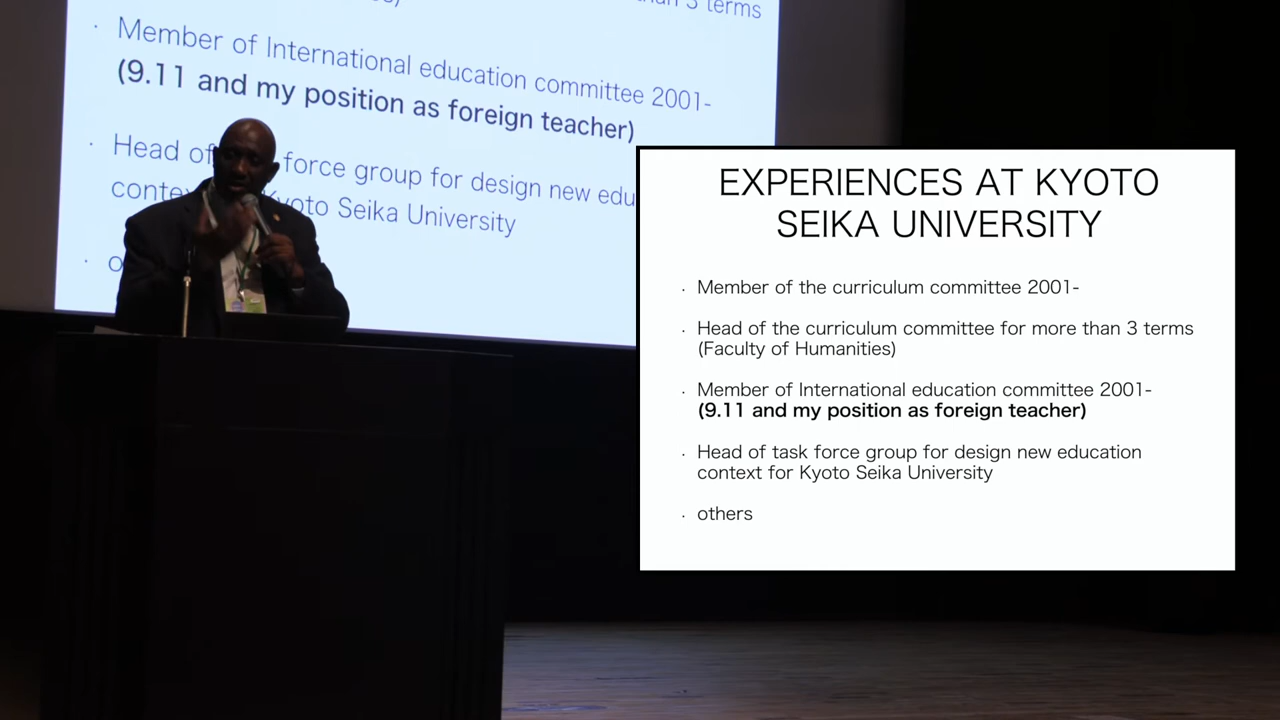 han 3 terms
Member of International education committee 2001-
(9.11 and my position as foreign teacher)
Head of force group for design new edu
conte Kyoto Seika University
o
EXPERIENCES AT KYOTO
SEIKA UNIVERSITY
Member of the curriculum committee 2001-
Head of the curriculum committee for more than 3 terms
(Faculty of Humanities)
Member of International education committee 2001-
(9.11 and my position as foreign teacher)
Head of task force group for design new education
context for Kyoto Seika University
others